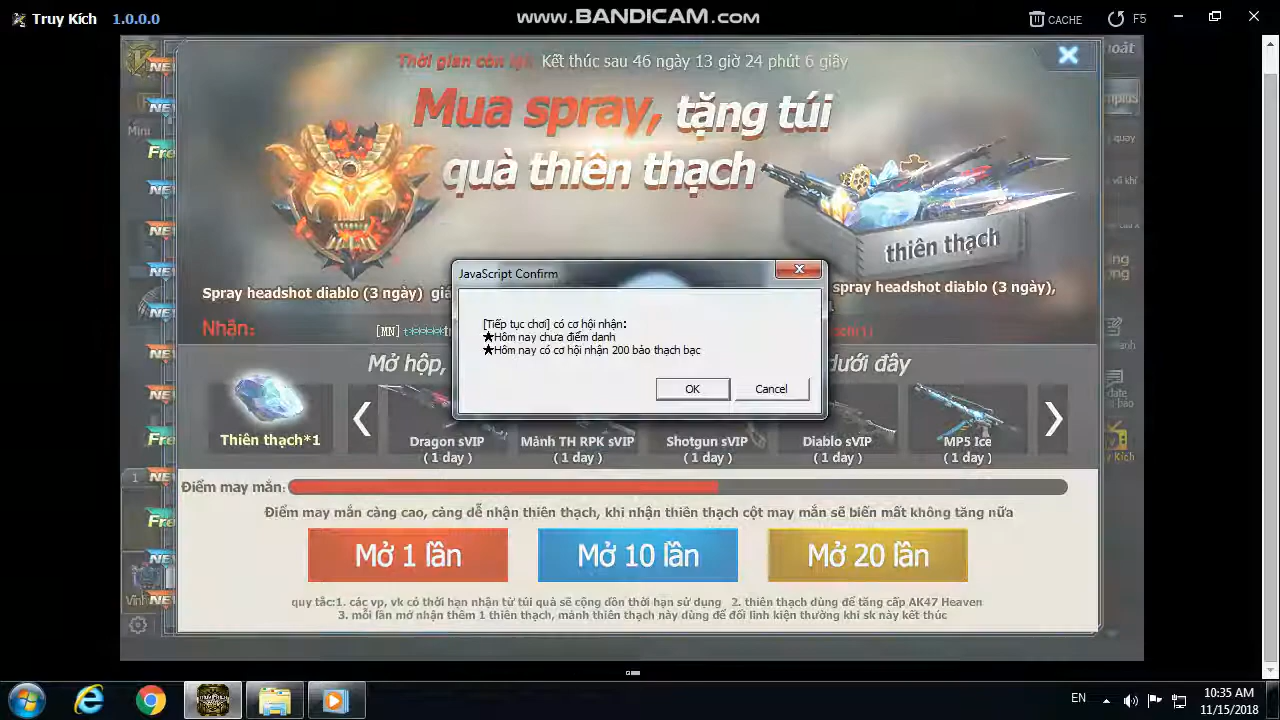 Truy Kích 1.0.0.0
www.BANDICAM.com
CACHE F5
Thời gian còn lại: Kết thúc sau 46 ngày 13 giờ 24 phút 6 giây
Mua spray, tặng túi
quà thiên thạch
thiên thạch
Spray headshot diablo (3 ngày) giá
spray headshot diablo (3 ngày),
Nhận:
JavaScript Confirm
[Tiếp tục chơi] có cơ hội nhận:
★Hôm nay chưa điểm danh
★Hôm nay có cơ hội nhận 200 bảo thạch bạc
OK Cancel
Mở hộp,
dưới đây
Thiên thạch*1
Dragon sVIP
( 1 day )
Mảnh TH RPK sVIP
( 1 day )
Shotgun sVIP
( 1 day )
Diablo sVIP
( 1 day )
MP5 Ice
( 1 day )
Điểm may mắn:
Điểm may mắn càng cao, càng dễ nhận thiên thạch, khi nhận thiên thạch cột may mắn sẽ biến mất không tăng nữa
Mở 1 lần
Mở 10 lần
Mở 20 lần
quy tắc:1. các vp, vk có thời hạn nhận từ túi quà sẽ cộng dồn thời hạn sử dụng 2. thiên thạch dùng để tăng cấp AK47 Heaven
3. mỗi lần mở nhận thêm 1 thiên thạch, mảnh thiên thạch này dùng để đổi linh kiện thường khi sk này kết thúc
Mini
1
EN
10:35 AM
11/15/2018